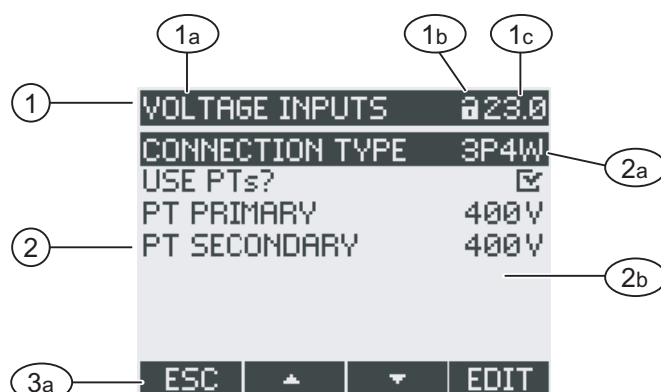 1a 1b 1c
1 VOLTAGE INPUTS 23.0
CONNECTION TYPE 3P4W
2a
USE PTs?
PT PRIMARY 400V
2 PT SECONDARY 400V
2b
3a ESC EDIT